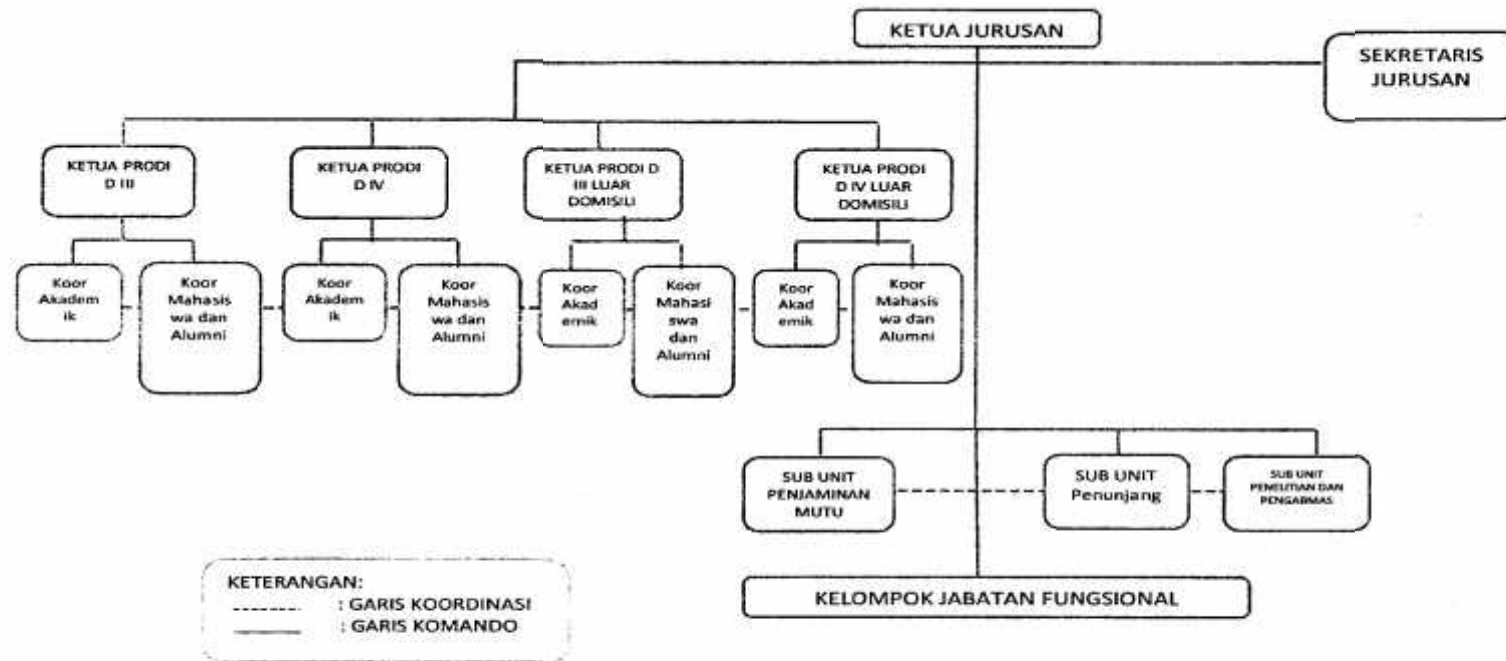 KETUA JURUSAN
SEKRETARIS
JURUSAN
KETUA PRODI
D III
KETUA PRODI
D IV
KETUA PRODI D
III LUAR
DOMISILI
KETUA PRODI
D IV LUAR
DOMISILI
Koor
Akadem
ik
Koor
Mahasis
wa dan
Alumni
Koor
Akadem
ik
Koor
Mahasis
wa dan
Alumni
Koor
Akad
emik
Koor
Mahasi
swa
dan
Alumni
Koor
Akad
emik
Koor
Mahasis
wa dan
Alumni
SUB UNIT
PENJAMINAN
MUTU
SUB UNIT
Penunjang
SUB UNIT
PENELITIAN DAN
PENGABMAS
KELOMPOK JABATAN FUNGSIONAL
KETERANGAN:
: GARIS KOORDINASI
: GARIS KOMANDO